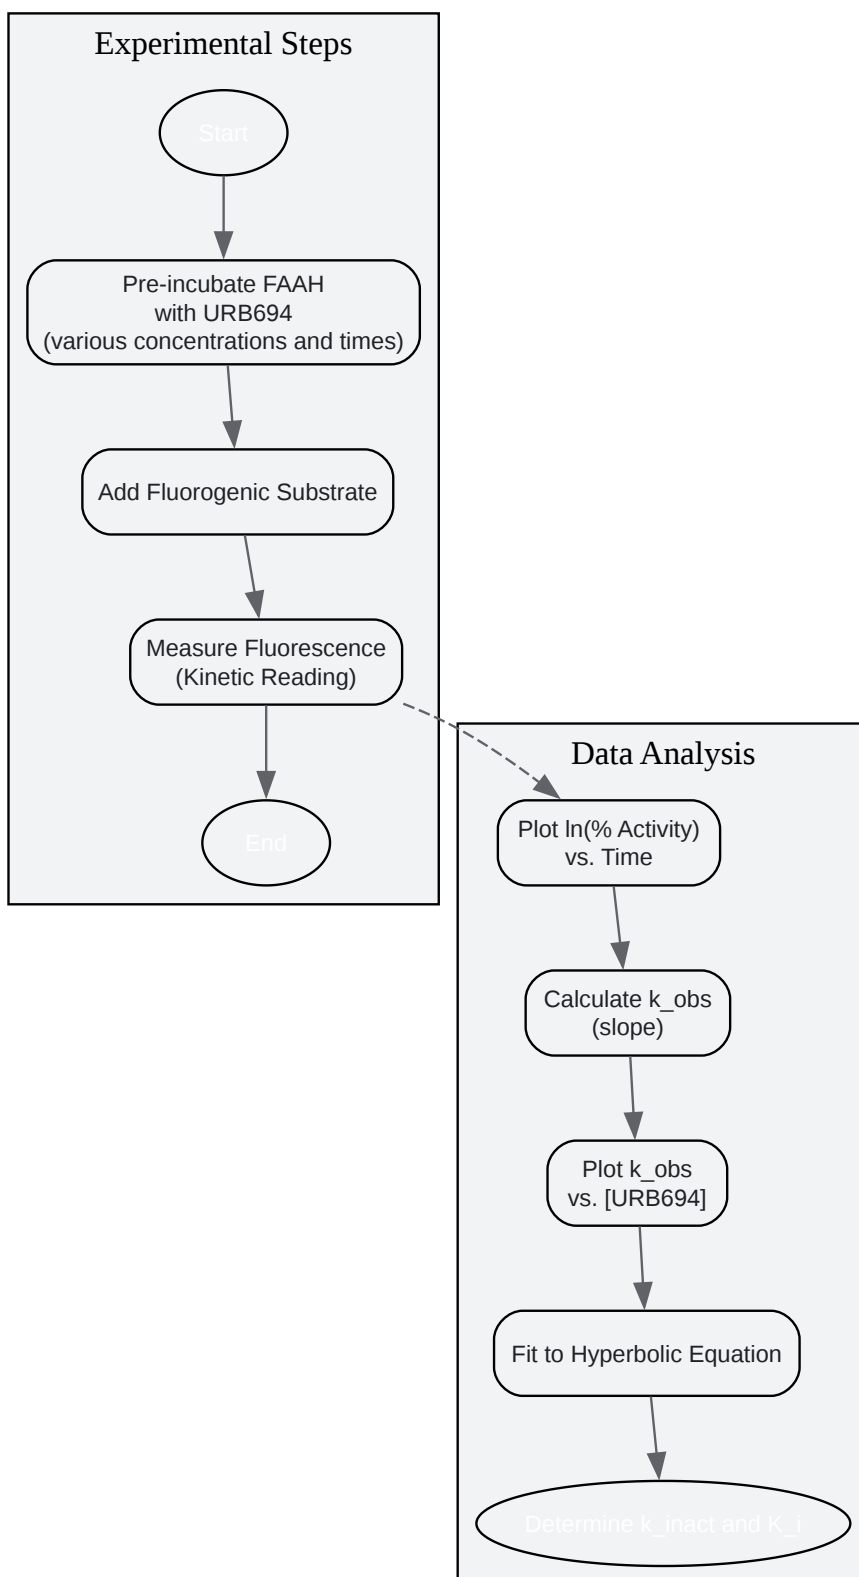 Experimental Steps
Start
Pre-incubate FAAH
with URB694
(various concentrations and times)
Add Fluorogenic Substrate
Measure Fluorescence
(Kinetic Reading)
End
Data Analysis
Plot ln(% Activity)
vs. Time
Calculate k_obs
(slope)
Plot k_obs
vs. [URB694]
Fit to Hyperbolic Equation
Determine k_inact and K_i